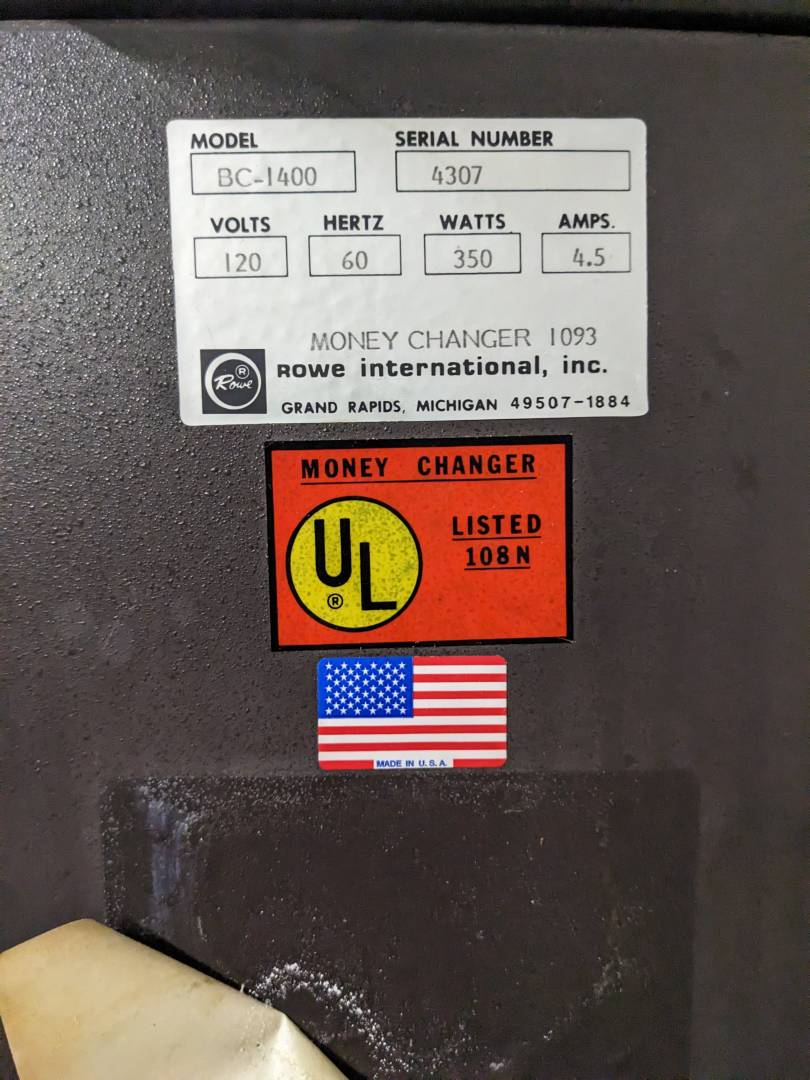 MODEL SERIAL NUMBER
BC-1400 4307
VOLTS HERTZ WATTS AMPS.
120 60 350 4.5
MONEY CHANGER 1093
Rowe ® ROWE international, inc.
GRAND RAPIDS, MICHIGAN 49507-1884
MONEY CHANGER
UL ® LISTED
108N
MADE IN U.S.A.